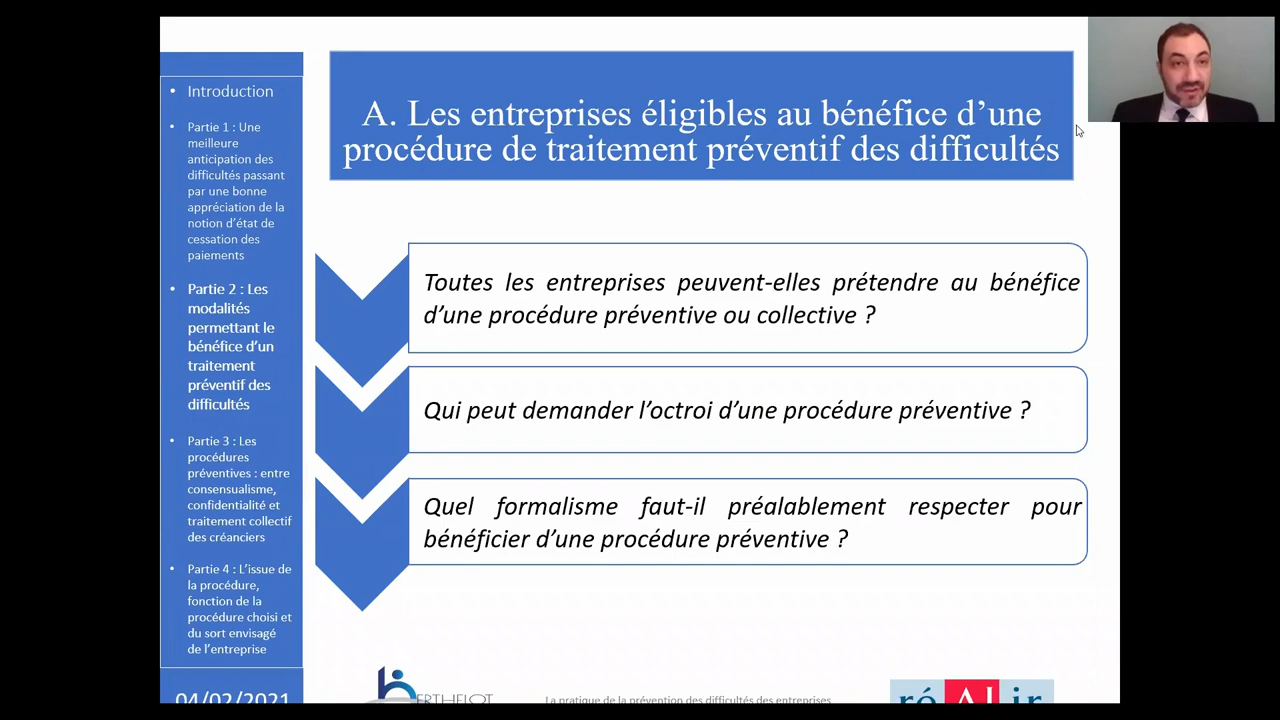 Introduction
Partie 1 : Une
meilleure
anticipation des
difficultés passant
par une bonne
appréciation de la
notion d'état de
cessation des
paiements
Partie 2 : Les
modalités
permettant le
bénéfice d'un
traitement
préventif des
difficultés
Partie 3 : Les
procédures
préventives : entre
consensualisme,
confidentialité et
traitement collectif
des créanciers
Partie 4 : L'issue de
la procédure,
fonction de la
procédure choisi et
du sort envisagé
de l'entreprise
04/02/2021
A. Les entreprises éligibles au bénéfice d'une
procédure de traitement préventif des difficultés
Toutes les entreprises peuvent-elles prétendre au bénéfice
d'une procédure préventive ou collective ?
Qui peut demander l'octroi d'une procédure préventive ?
Quel formalisme faut-il préalablement respecter pour
bénéficier d'une procédure préventive ?
BERTHELOT
La pratique de la prévention des difficultés des entreprises
réAJir